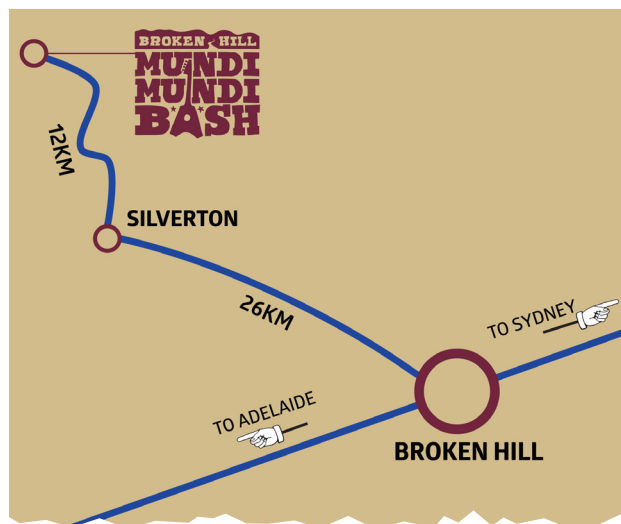 BROKEN HILL
MUNDI
MUNDI
BASH
12KM
SILVERTON
26KM
TO SYDNEY
TO ADELAIDE
BROKEN HILL